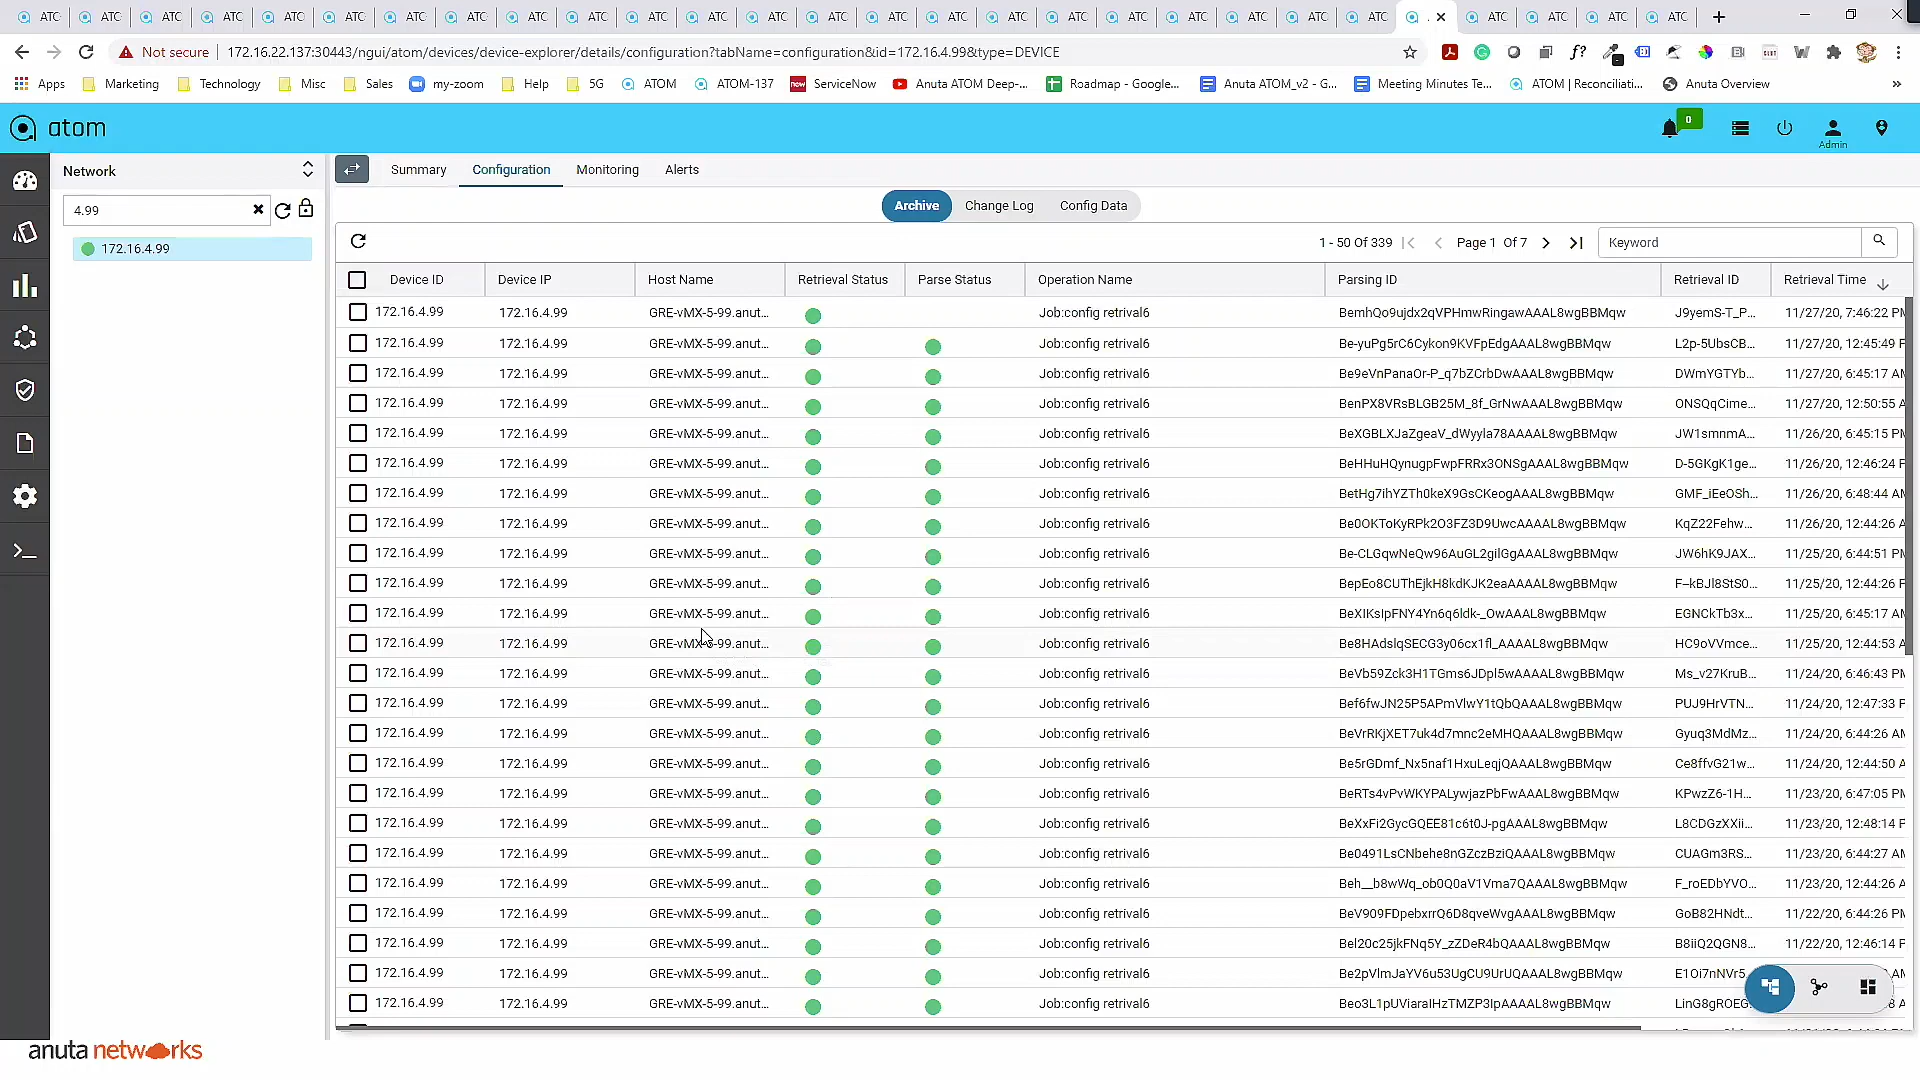 ATC ATC ATC ATC ATC ATC ATC ATC ATC ATC ATC ATC ATC ATC ATC ATC ATC ATC ATC ATC ATC ATC ATC ATC ATC ATC ATC
Not secure 172.16.22.137:30443/ngui/atom/devices/device-explorer/details/configuration?tabName=configuration&id=172.16.4.99&type=DEVICE
Apps Marketing Technology Misc Sales my-zoom Help 5G ATOM ATOM-137 ServiceNow Anuta ATOM Deep-... Roadmap - Google... Anuta ATOM_v2 - G... Meeting Minutes Te... ATOM | Reconciliati... Anuta Overview »
atom 0
Admin
Network Summary Configuration Monitoring Alerts
4.99 Archive Change Log Config Data
172.16.4.99
1 - 50 Of 339 Page 1 Of 7 Keyword
Device ID Device IP Host Name Retrieval Status Parse Status Operation Name Parsing ID Retrieval ID Retrieval Time
172.16.4.99 172.16.4.99 GRE-vMX-5-99.anut... Job:config retrival6 BemhQo9ujdx2qVPHmwRingawAAAL8wgBBMqw J9yemS-T_P... 11/27/20, 7:46:22 PM
172.16.4.99 172.16.4.99 GRE-vMX-5-99.anut... Job:config retrival6 Be-yuPg5rC6Cykon9KVFpEdgAAAL8wgBBMqw L2p-5UbsCB... 11/27/20, 12:45:49 P
172.16.4.99 172.16.4.99 GRE-vMX-5-99.anut... Job:config retrival6 Be9eVnPanaOr-P_q7bZCrbDwAAAL8wgBBMqw DWmYGTYb... 11/27/20, 6:45:17 AM
172.16.4.99 172.16.4.99 GRE-vMX-5-99.anut... Job:config retrival6 BenPX8VRsBLGB25M_8f_GrNwAAAL8wgBBMqw ONSQqCime... 11/27/20, 12:50:55 A
172.16.4.99 172.16.4.99 GRE-vMX-5-99.anut... Job:config retrival6 BeXGBLXJaZgeaV_dWyyla78AAAAL8wgBBMqw JW1smnmA... 11/26/20, 6:45:15 PM
172.16.4.99 172.16.4.99 GRE-vMX-5-99.anut... Job:config retrival6 BeHHuHQynugpFwpFRRx3ONSgAAAL8wgBBMqw D-5GKgK1ge... 11/26/20, 12:46:24 P
172.16.4.99 172.16.4.99 GRE-vMX-5-99.anut... Job:config retrival6 BetHg7ihYZTh0keX9GsCKeogAAAL8wgBBMqw GMF_iEeOSh... 11/26/20, 6:48:44 AM
172.16.4.99 172.16.4.99 GRE-vMX-5-99.anut... Job:config retrival6 Be0OKToKyRPk2O3FZ3D9UwcAAAAL8wgBBMqw KqZ22Fehw... 11/26/20, 12:44:26 A
172.16.4.99 172.16.4.99 GRE-vMX-5-99.anut... Job:config retrival6 Be-CLGqwNeQw96AuGL2gilGgAAAL8wgBBMqw JW6hK9JAX... 11/25/20, 6:44:51 PM
172.16.4.99 172.16.4.99 GRE-vMX-5-99.anut... Job:config retrival6 BepEo8CUThEjkH8kdKJK2eaAAAAL8wgBBMqw F--kBJl8StS0... 11/25/20, 12:44:26 P
172.16.4.99 172.16.4.99 GRE-vMX-5-99.anut... Job:config retrival6 BeXIKsIpFNY4Yn6q6ldk-_OwAAAL8wgBBMqw EGNCkTb3x... 11/25/20, 6:45:17 AM
172.16.4.99 172.16.4.99 GRE-vMX-5-99.anut... Job:config retrival6 Be8HAdslqSECG3y06cx1fl_AAAAL8wgBBMqw HC9oVVmce... 11/25/20, 12:44:53 A
172.16.4.99 172.16.4.99 GRE-vMX-5-99.anut... Job:config retrival6 BeVb59Zck3H1TGms6JDpl5wAAAAL8wgBBMqw Ms_v27KruB... 11/24/20, 6:46:43 PM
172.16.4.99 172.16.4.99 GRE-vMX-5-99.anut... Job:config retrival6 Bef6fwJN25P5APmVlwY1tQbQAAAL8wgBBMqw PUJ9HrVTN... 11/24/20, 12:47:33 P
172.16.4.99 172.16.4.99 GRE-vMX-5-99.anut... Job:config retrival6 BeVrRKjXET7uk4d7mnc2eMHQAAAL8wgBBMqw Gyuq3MdMz... 11/24/20, 6:44:26 AM
172.16.4.99 172.16.4.99 GRE-vMX-5-99.anut... Job:config retrival6 Be5rGDmf_Nx5naf1HxuLeqjQAAAL8wgBBMqw Ce8ffvG21w... 11/24/20, 12:44:50 A
172.16.4.99 172.16.4.99 GRE-vMX-5-99.anut... Job:config retrival6 BeRTs4vPvWKYPALywjazPbFwAAAL8wgBBMqw KPwzZ6-1H... 11/23/20, 6:47:05 PM
172.16.4.99 172.16.4.99 GRE-vMX-5-99.anut... Job:config retrival6 BeXxFi2GycGQEE81c6t0J-pgAAAL8wgBBMqw L8CDGzXXii... 11/23/20, 12:48:14 P
172.16.4.99 172.16.4.99 GRE-vMX-5-99.anut... Job:config retrival6 Be0491LsCNbehe8nGZczBziQAAAL8wgBBMqw CUAGm3RS... 11/23/20, 6:44:27 AM
172.16.4.99 172.16.4.99 GRE-vMX-5-99.anut... Job:config retrival6 Beh__b8wWq_ob0Q0aV1Vma7QAAAL8wgBBMqw F_roEDbYVO... 11/23/20, 12:44:26 A
172.16.4.99 172.16.4.99 GRE-vMX-5-99.anut... Job:config retrival6 BeV909FDpebxrrQ6D8qveWvgAAAL8wgBBMqw GoB82HNdt... 11/22/20, 6:44:26 PM
172.16.4.99 172.16.4.99 GRE-vMX-5-99.anut... Job:config retrival6 Bel20c25jkFNq5Y_zZDeR4bQAAAL8wgBBMqw B8iiQ2QGN8... 11/22/20, 12:46:14 P
172.16.4.99 172.16.4.99 GRE-vMX-5-99.anut... Job:config retrival6 Be2pVlmJaYV6u53UgCU9UrUQAAAL8wgBBMqw E1Oi7nNVr5
172.16.4.99 172.16.4.99 GRE-vMX-5-99.anut... Job:config retrival6 Beo3L1pUViaraIHzTMZP3IpAAAAL8wgBBMqw LinG8gROEG
anuta networks